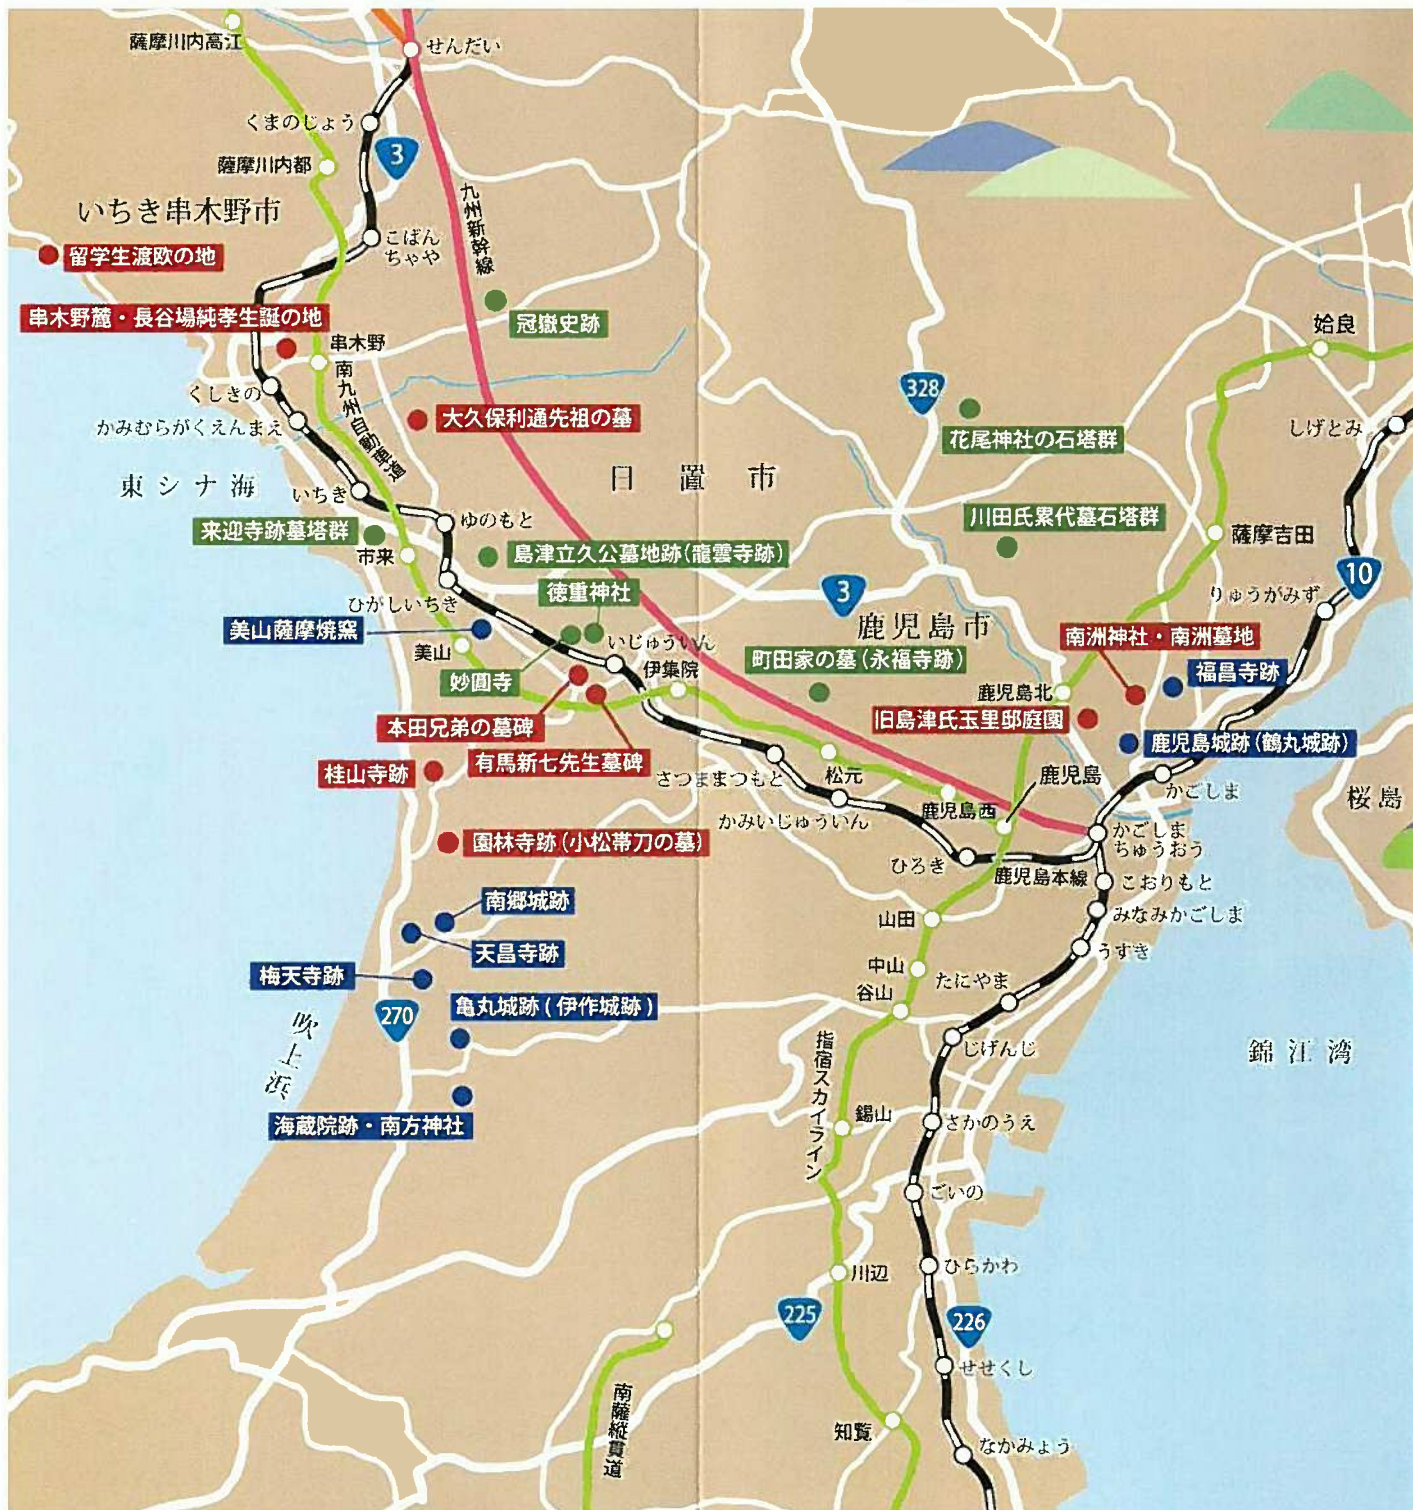 薩摩川内高江
せんだい
くまのじょう
3
薩摩川内都
九州新幹線
いちき串木野市
こばん
ちゃや
留学生渡欧の地
冠嶽史跡
串木野麓・長谷場純孝生誕の地
姶良
串木野
南九州自動車道
くしきの
328
大久保利通先祖の墓
花尾神社の石塔群
かみむらがくえんまえ
しげとみ
東シナ海
日置市
いちき
ゆのもと
川田氏累代墓石塔群
来迎寺跡墓塔群
薩摩吉田
市来
島津立久公墓地跡(龍雲寺跡)
10
徳重神社
3
ひがしいちき
りゅうがみず
美山薩摩焼窯
鹿児島市
南洲神社・南洲墓地
いじゅういん
美山
伊集院
町田家の墓(永福寺跡)
福昌寺跡
妙圓寺
鹿児島北
本田兄弟の墓碑
旧島津氏玉里邸庭園
鹿児島城跡(鶴丸城跡)
有馬新七先生墓碑
桂山寺跡
さつままつもと
松元
鹿児島
かごしま
桜島
鹿児島西
かみいじゅういん
園林寺跡(小松帯刀の墓)
かごしま
ちゅうおう
ひろき
鹿児島本線
こおりもと
南郷城跡
山田
みなみかごしま
天昌寺跡
うすき
梅天寺跡
中山
たにやま
谷山
亀丸城跡(伊作城跡)
270
吹上浜
じげんじ
錦江湾
指宿スカイライン
海蔵院跡・南方神社
錫山
さかのうえ
ごいの
川辺
ひらかわ
225
226
せせくし
南薩縦貫道
知覧
なかみょう